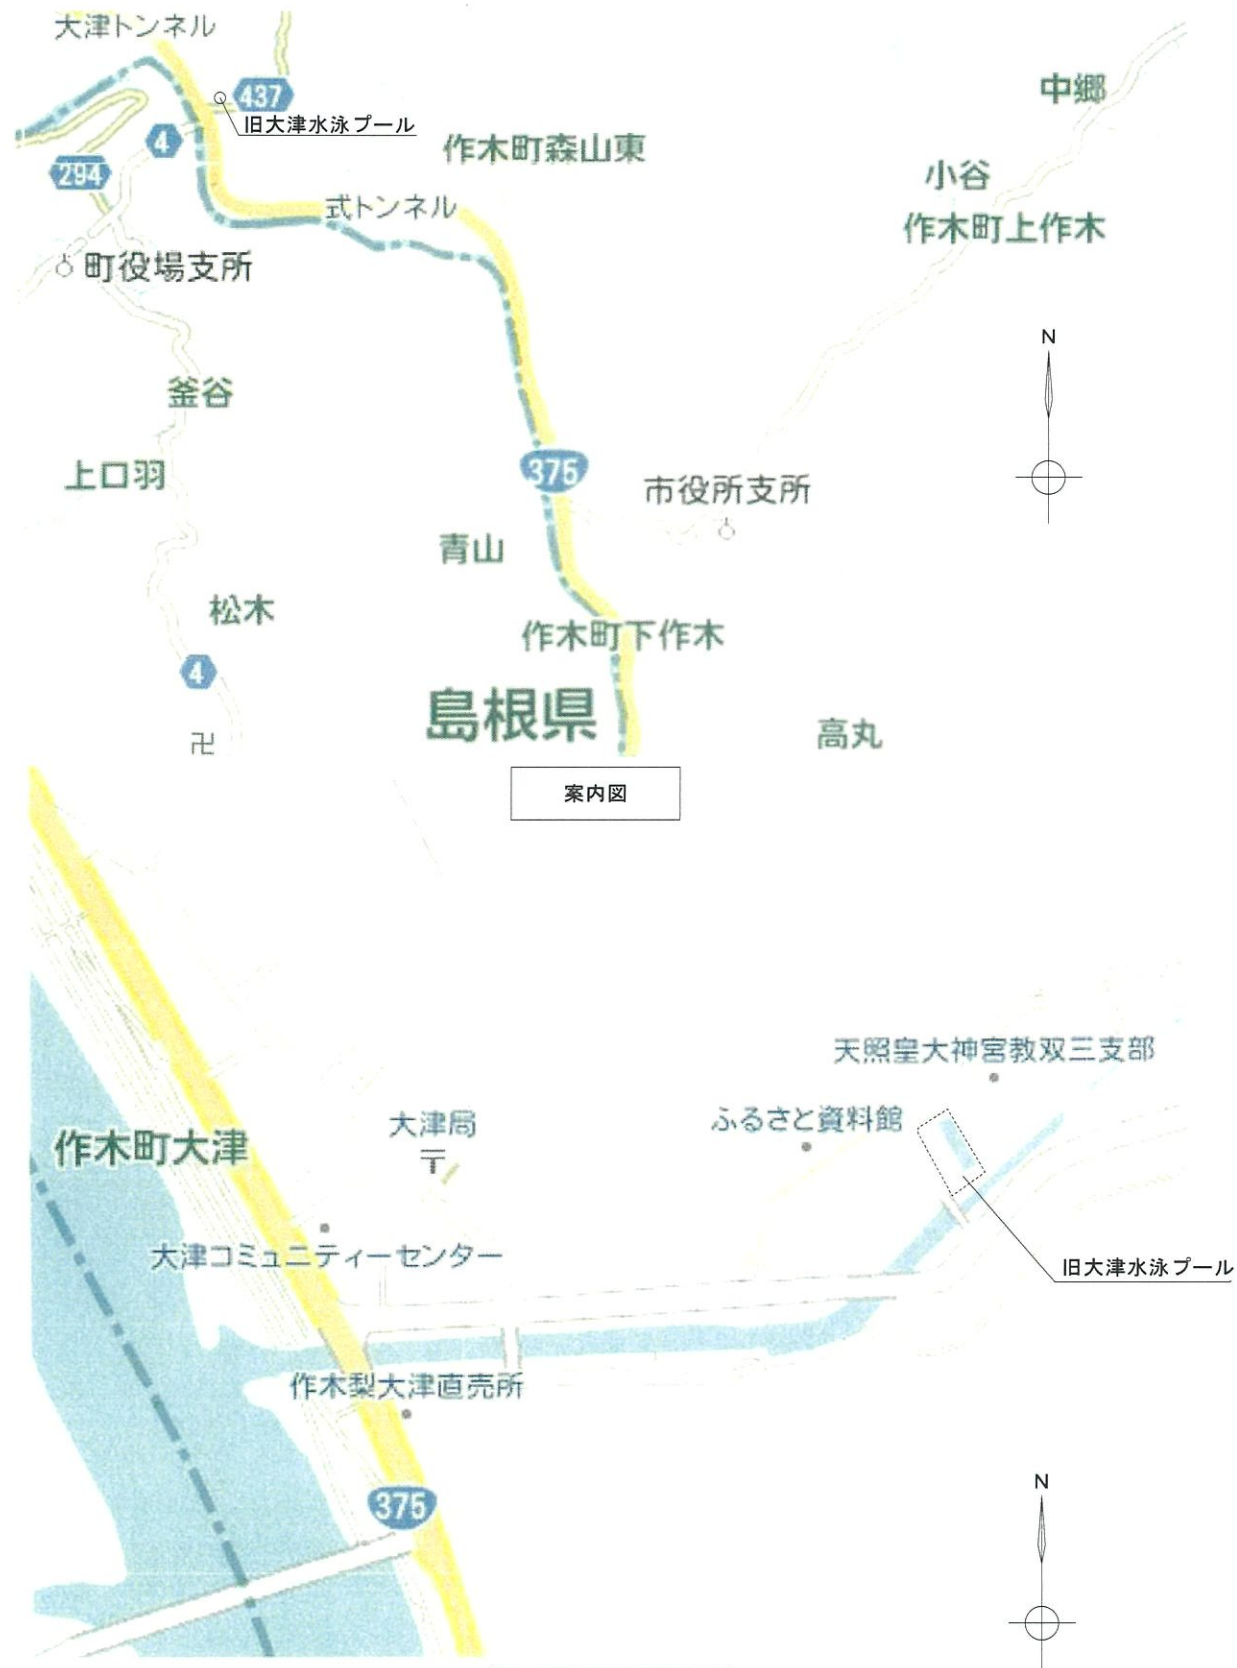 大津トンネル
437
旧大津水泳プール
4
294
中郷
作木町森山東
小谷
式トンネル
作木町上作木
町役場支所
N
釜谷
上口羽
375
市役所支所
青山
松木
作木町下作木
4
島根県
高丸
卍
案内図
天照皇大神宮教双三支部
大津局
〒
ふるさと資料館
作木町大津
大津コミュニティーセンター
旧大津水泳プール
作木梨大津直売所
N
375